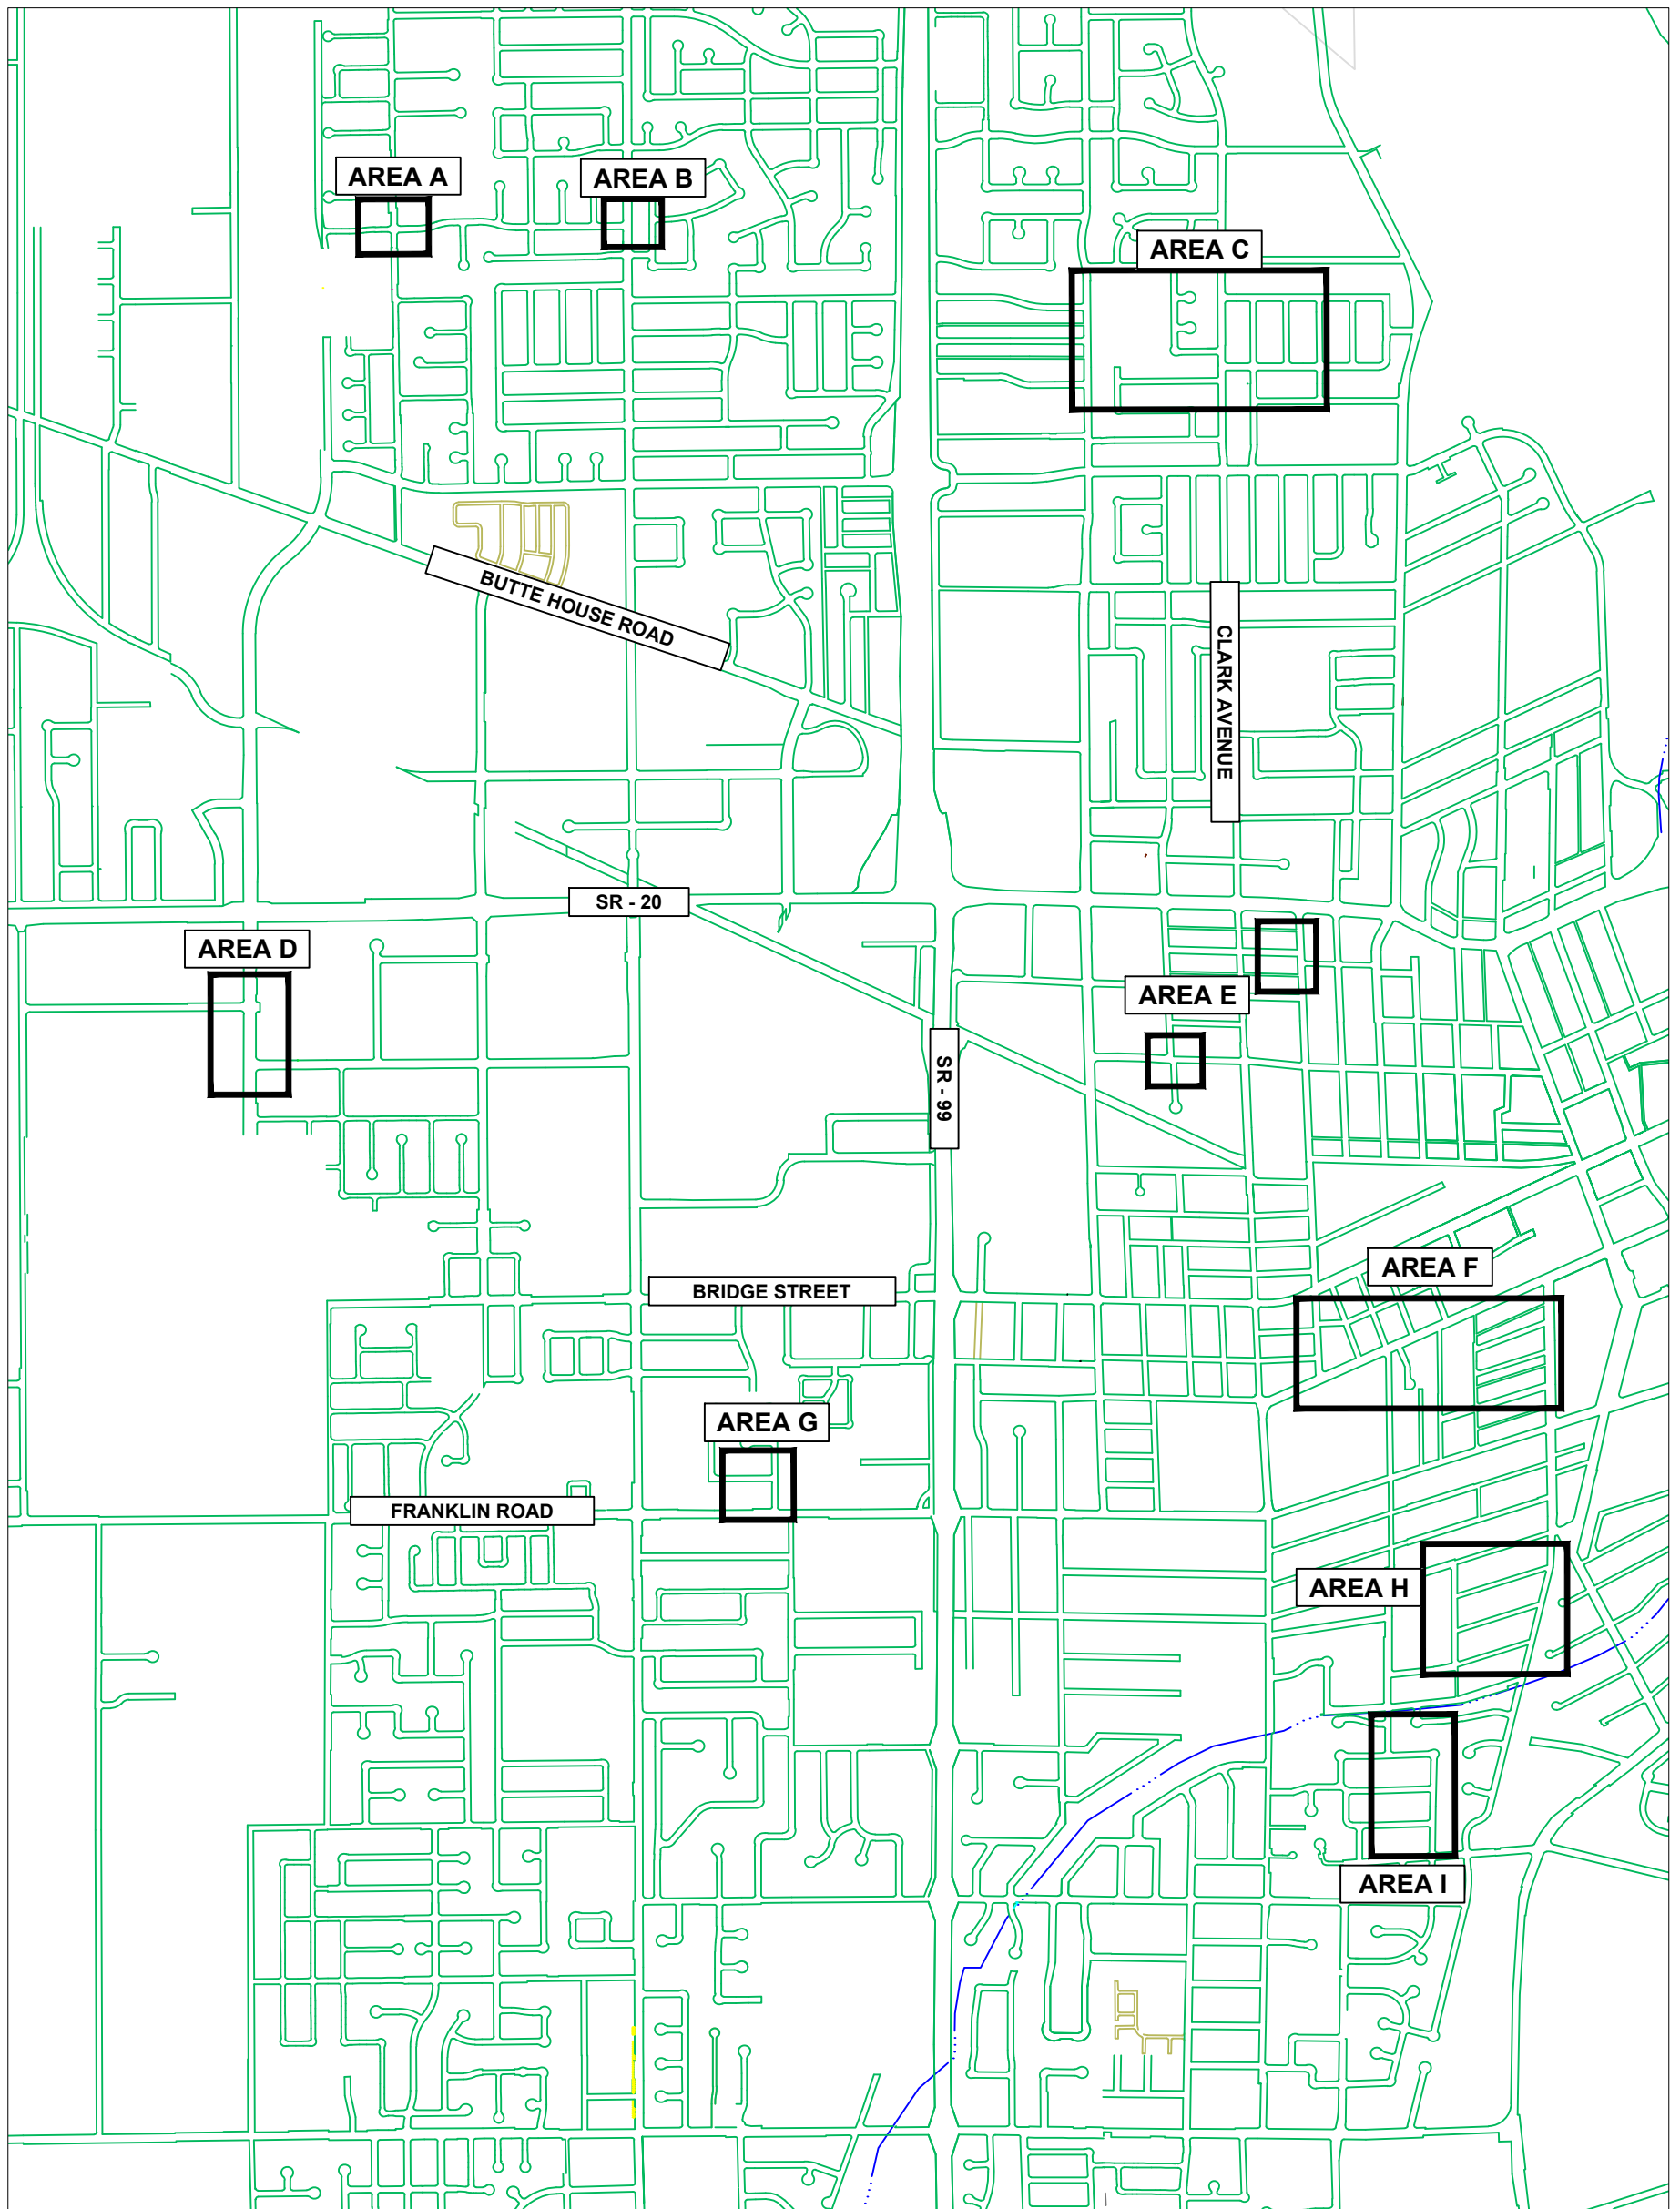 AREA A
AREA B
AREA C
BUTTE HOUSE ROAD
CLARK AVENUE
SR - 20
AREA D
AREA E
SR - 99
AREA F
BRIDGE STREET
AREA G
FRANKLIN ROAD
AREA H
AREA I